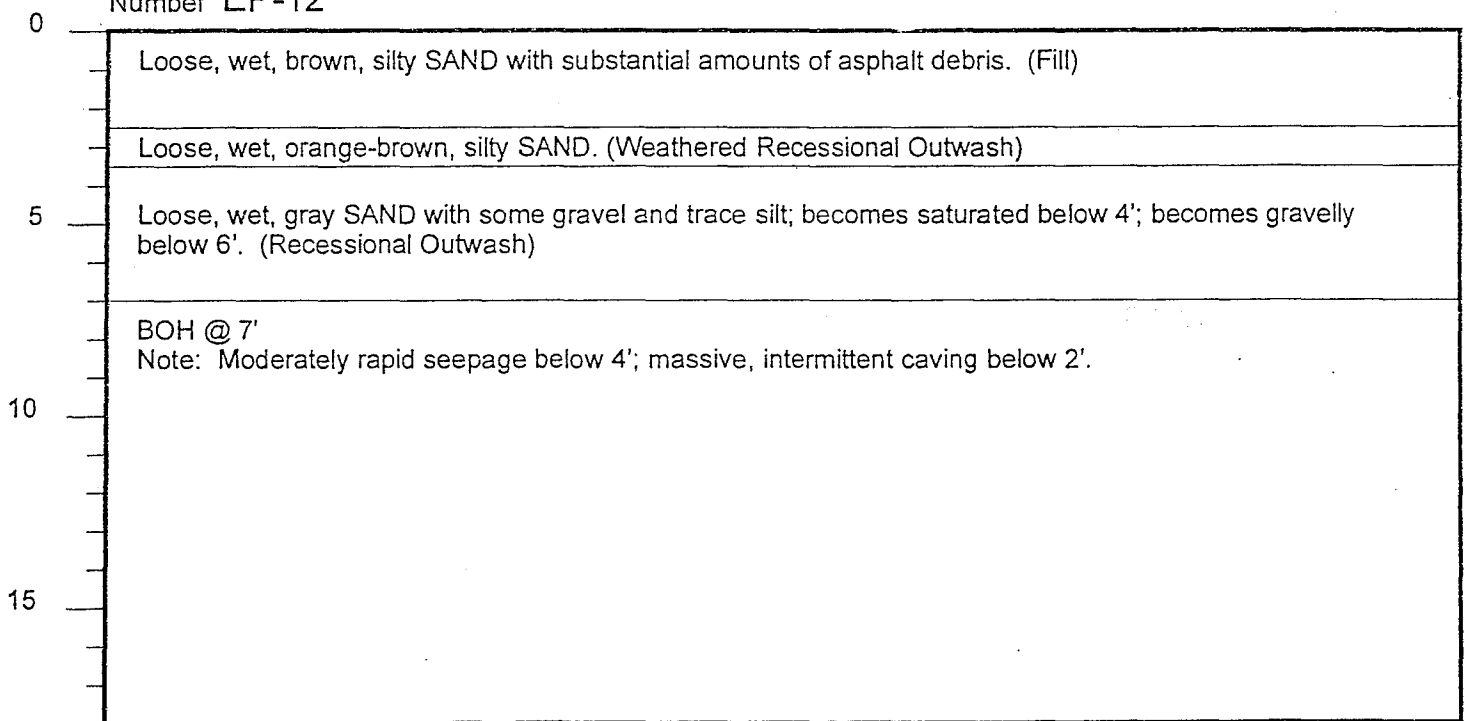 Number EP-12
0
Loose, wet, brown, silty SAND with substantial amounts of asphalt debris. (Fill)
Loose, wet, orange-brown, silty SAND. (Weathered Recessional Outwash)
5
Loose, wet, gray SAND with some gravel and trace silt; becomes saturated below 4'; becomes gravelly
below 6'. (Recessional Outwash)
BOH @ 7'
Note: Moderately rapid seepage below 4'; massive, intermittent caving below 2'.
10
15